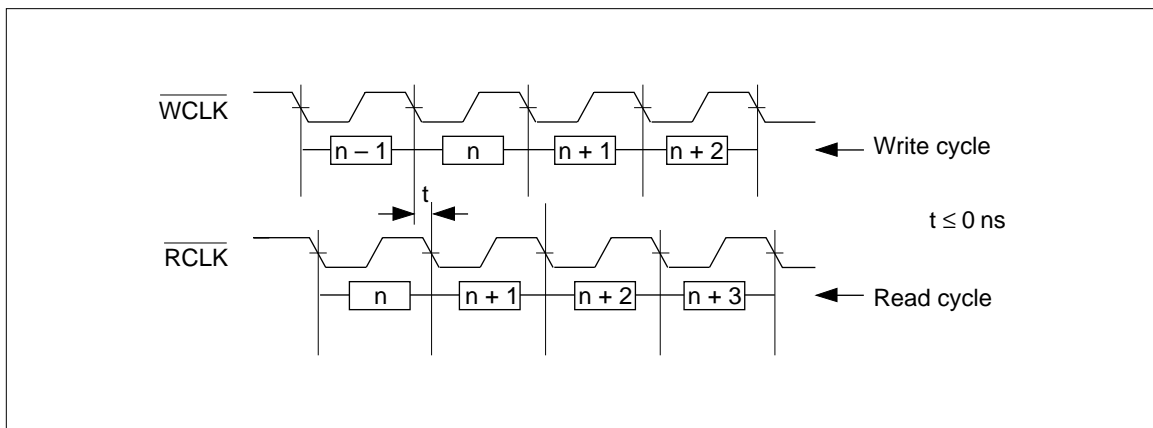 WCLK
n – 1 n n + 1 n + 2 Write cycle
t
t ≤ 0 ns
RCLK
n n + 1 n + 2 n + 3 Read cycle